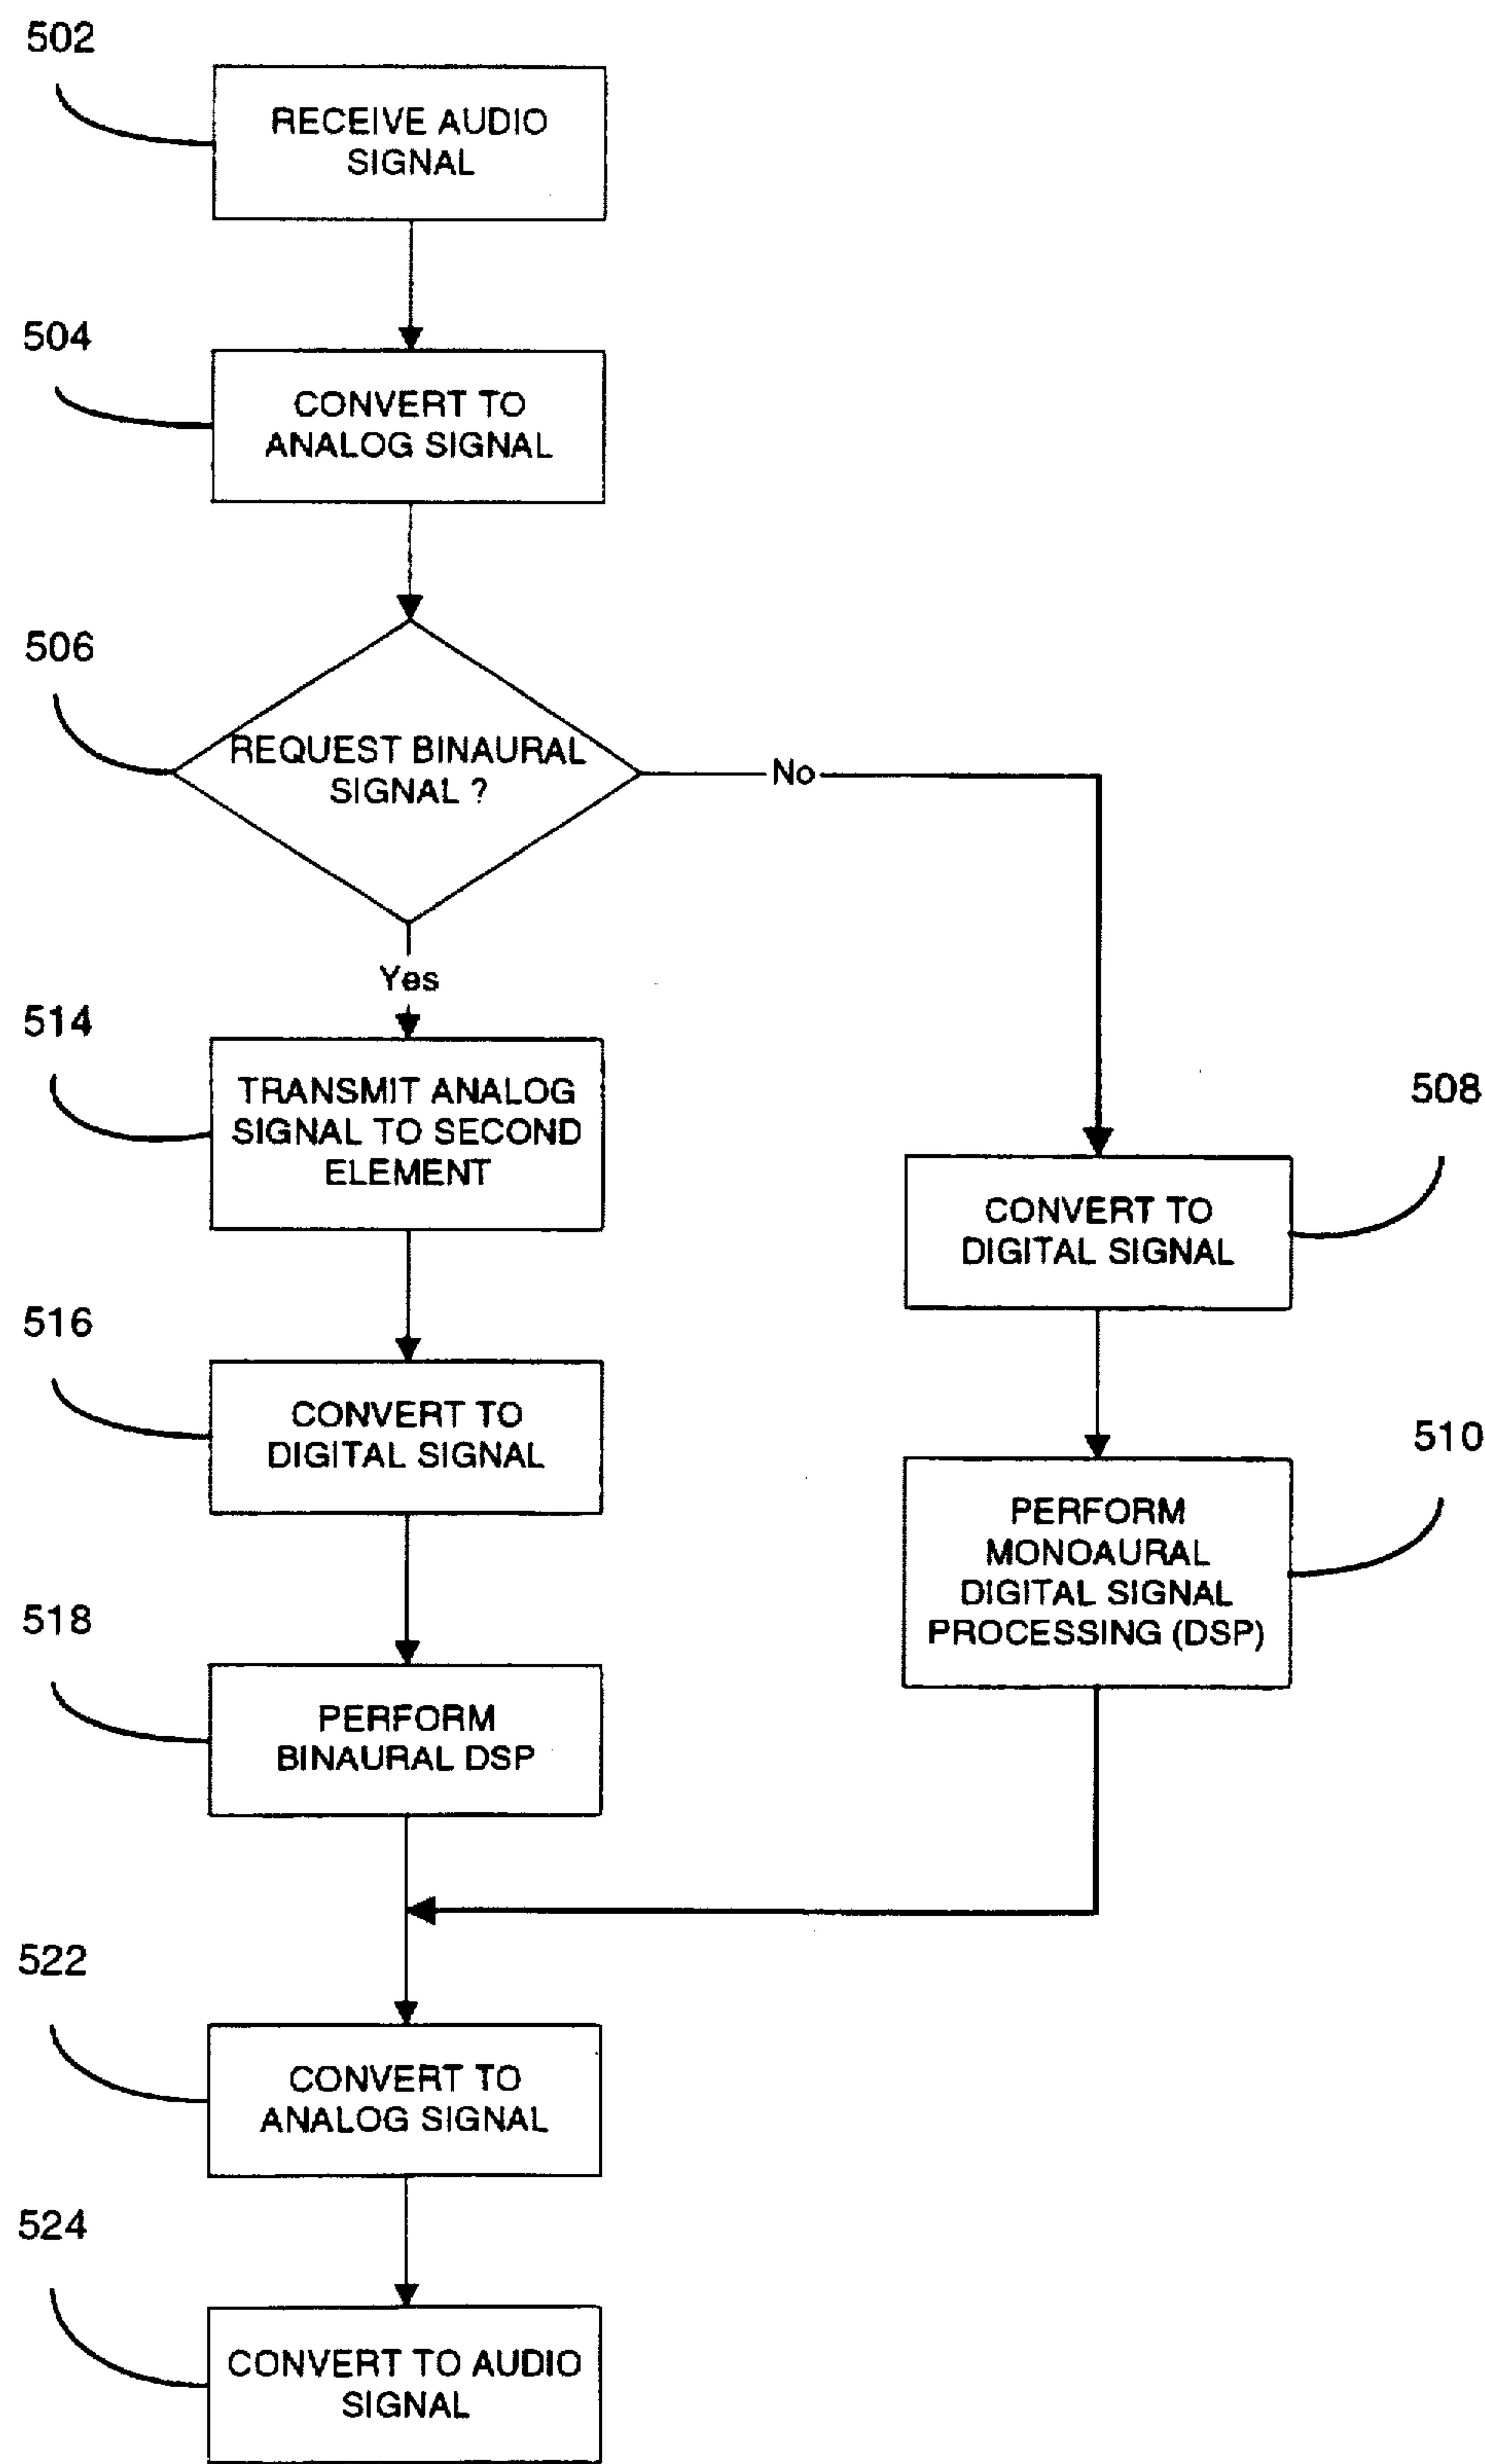 502
RECEIVE AUDIO
SIGNAL
504
CONVERT TO
ANALOG SIGNAL
506
REQUEST BINAURAL
SIGNAL ?
No
Yes
514
TRANSMIT ANALOG
SIGNAL TO SECOND
ELEMENT
508
CONVERT TO
DIGITAL SIGNAL
516
CONVERT TO
DIGITAL SIGNAL
510
PERFORM
MONOAURAL
DIGITAL SIGNAL
PROCESSING (DSP)
518
PERFORM
BINAURAL DSP
522
CONVERT TO
ANALOG SIGNAL
524
CONVERT TO AUDIO
SIGNAL